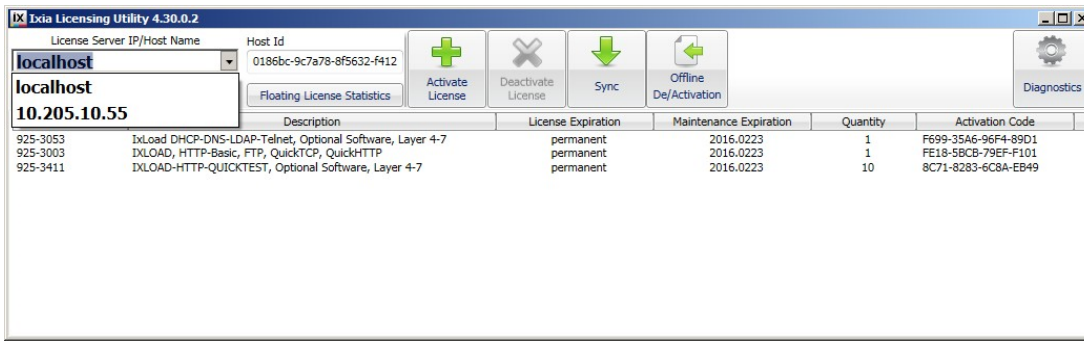 IX Ixia Licensing Utility 4.30.0.2
License Server IP/Host Name
Host Id
localhost
0186bc-9c7a78-8f5632-f412
localhost
10.205.10.55
Floating License Statistics
Activate
License
Deactivate
License
Sync
Offline
De/Activation
Diagnostics
Description License Expiration Maintenance Expiration Quantity Activation Code
925-3053 IxLoad DHCP-DNS-LDAP-Telnet, Optional Software, Layer 4-7 permanent 2016.0223 1 F699-35A6-96F4-89D1
925-3003 IXLOAD, HTTP-Basic, FTP, QuickTCP, QuickHTTP permanent 2016.0223 1 FE18-5BCB-79EF-F101
925-3411 IXLOAD-HTTP-QUICKTEST, Optional Software, Layer 4-7 permanent 2016.0223 10 8C71-8283-6C8A-EB49